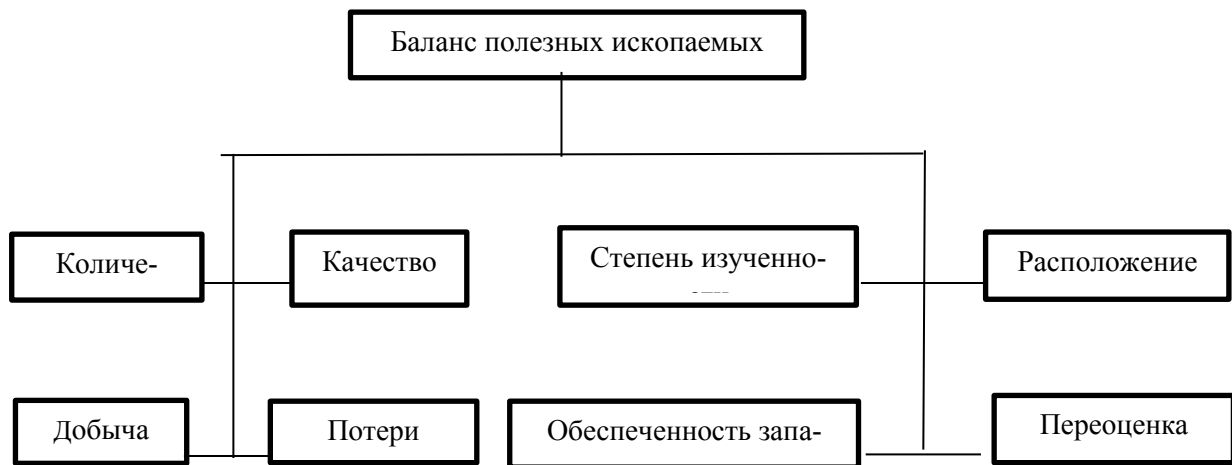 Баланс полезных ископаемых
Количе-
Качество
Степень изученно-
Расположение
Добыча
Потери
Обеспеченность запа-
Переоценка